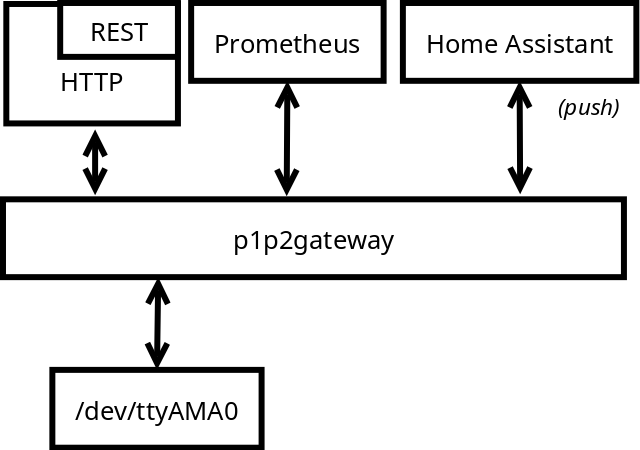 REST
HTTP
Prometheus
Home Assistant
(push)
p1p2gateway
/dev/ttyAMA0